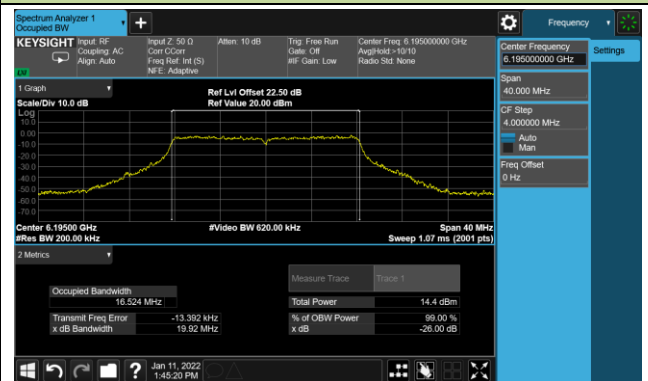 Spectrum Analyzer 1
Occupied BW
+
Frequency
KEYSIGHT
Input: RF
Coupling: AC
Align: Auto
Input Z: 50 Ω
Corr CCorr
Freq Ref: Int (S)
NFE: Adaptive
Atten: 10 dB
Trig: Free Run
Gate: Off
#IF Gain: Low
Center Freq: 6.195000000 GHz
Avg|Hold:>10/10
Radio Std: None
Center Frequency
6.195000000 GHz
Settings
Span
40.000 MHz
CF Step
4.000000 MHz
Auto
Man
Freq Offset
0 Hz
1 Graph
Scale/Div 10.0 dB
Ref Lvl Offset 22.50 dB
Ref Value 20.00 dBm
Log
10.0
0.00
-10.0
-20.0
-30.0
-40.0
-50.0
-60.0
-70.0
Center 6.19500 GHz
#Res BW 200.00 kHz
#Video BW 620.00 kHz
Span 40 MHz
Sweep 1.07 ms (2001 pts)
2 Metrics
Measure Trace
Trace 1
Occupied Bandwidth
16.524 MHz
Total Power
14.4 dBm
Transmit Freq Error
-13.392 kHz
% of OBW Power
99.00 %
x dB Bandwidth
19.92 MHz
x dB
-26.00 dB
?
Jan 11, 2022
1:45:20 PM